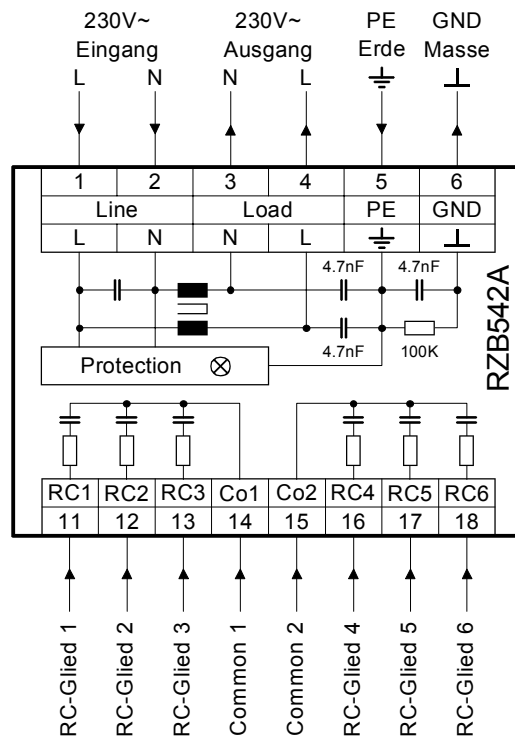 230V~ 230V~ PE GND
Eingang Ausgang Erde Masse
L N N L
1 2 3 4 5 6
Line Load PE GND
L N N L
4.7nF 4.7nF
4.7nF 100K
Protection
RZB542A
RC1 RC2 RC3 Co1 Co2 RC4 RC5 RC6
11 12 13 14 15 16 17 18
RC-Glied 1
RC-Glied 2
RC-Glied 3
Common 1
Common 2
RC-Glied 4
RC-Glied 5
RC-Glied 6